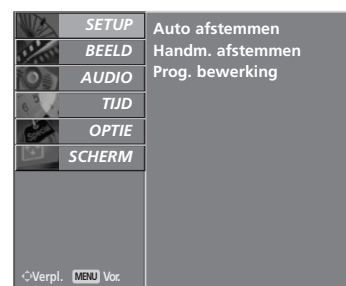 SETUP
BEELD
AUDIO
TIJD
OPTIE
SCHERM
Auto afstemmen
Handm. afstemmen
Prog. bewerking
Verpl. MENU Vor.